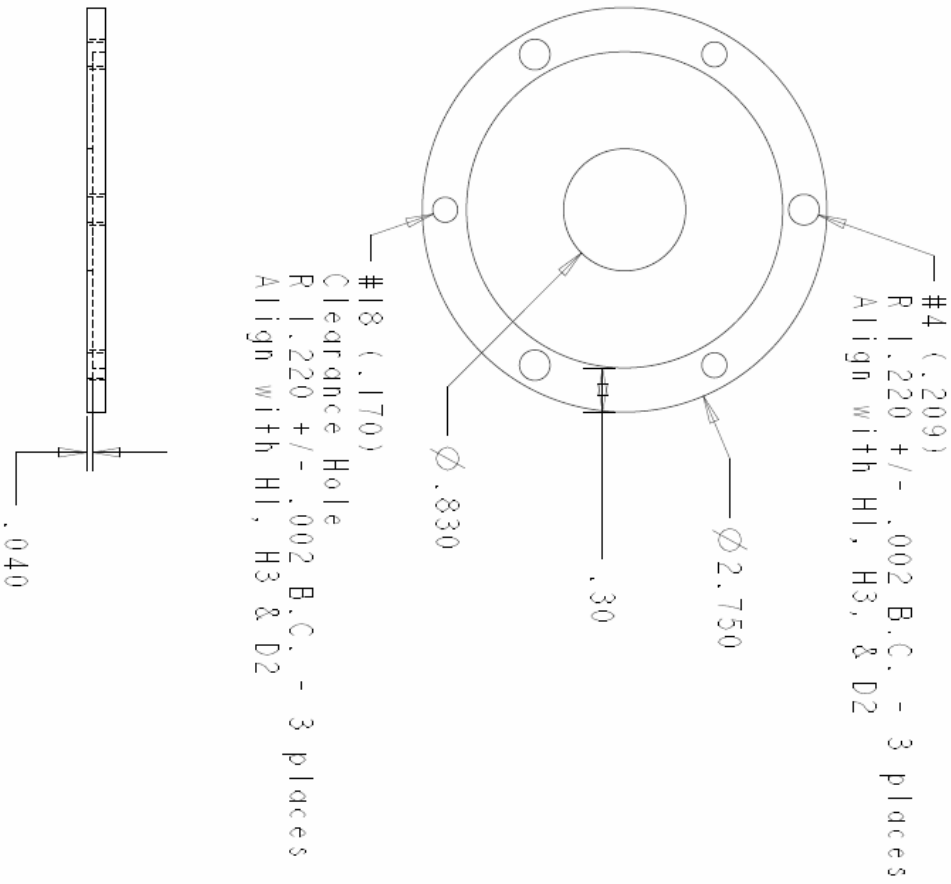 #4 (.209)
R 1.220 +/- .002 B.C. - 3 places
Align with H1, H3, & D2
Ø 2.750
.30
Ø .830
#18 (.170)
Clearance Hole
R 1.220 +/- .002 B.C. - 3 places
Align with H1, H3 & D2
.040